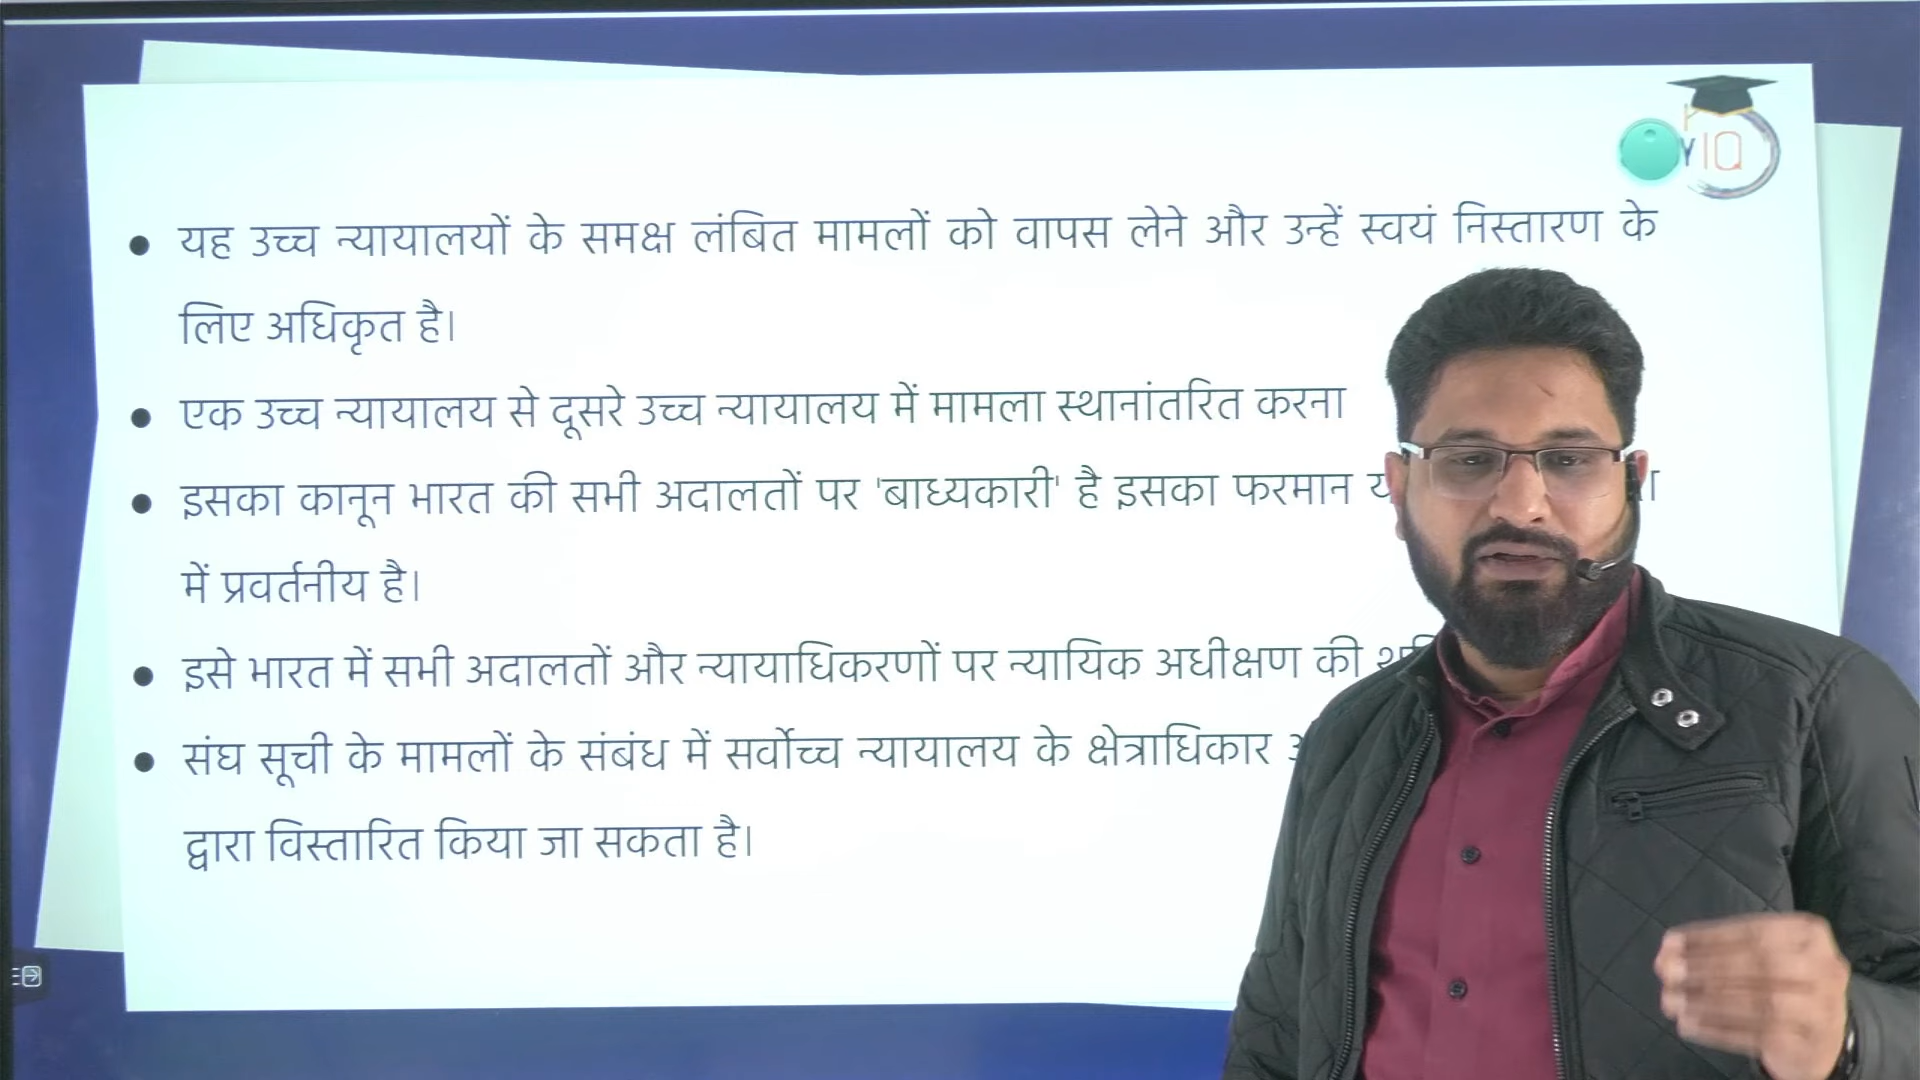 YIQ
यह उच्च न्यायालयों के समक्ष लंबित मामलों को वापस लेने और उन्हें स्वयं निस्तारण के
लिए अधिकृत है।
एक उच्च न्यायालय से दूसरे उच्च न्यायालय में मामला स्थानांतरित करना
इसका कानून भारत की सभी अदालतों पर 'बाध्यकारी' है इसका फरमान
में प्रवर्तनीय है।
इसे भारत में सभी अदालतों और न्यायाधिकरणों पर न्यायिक अधीक्षण की
संघ सूची के मामलों के संबंध में सर्वोच्च न्यायालय के क्षेत्राधिकार
द्वारा विस्तारित किया जा सकता है।